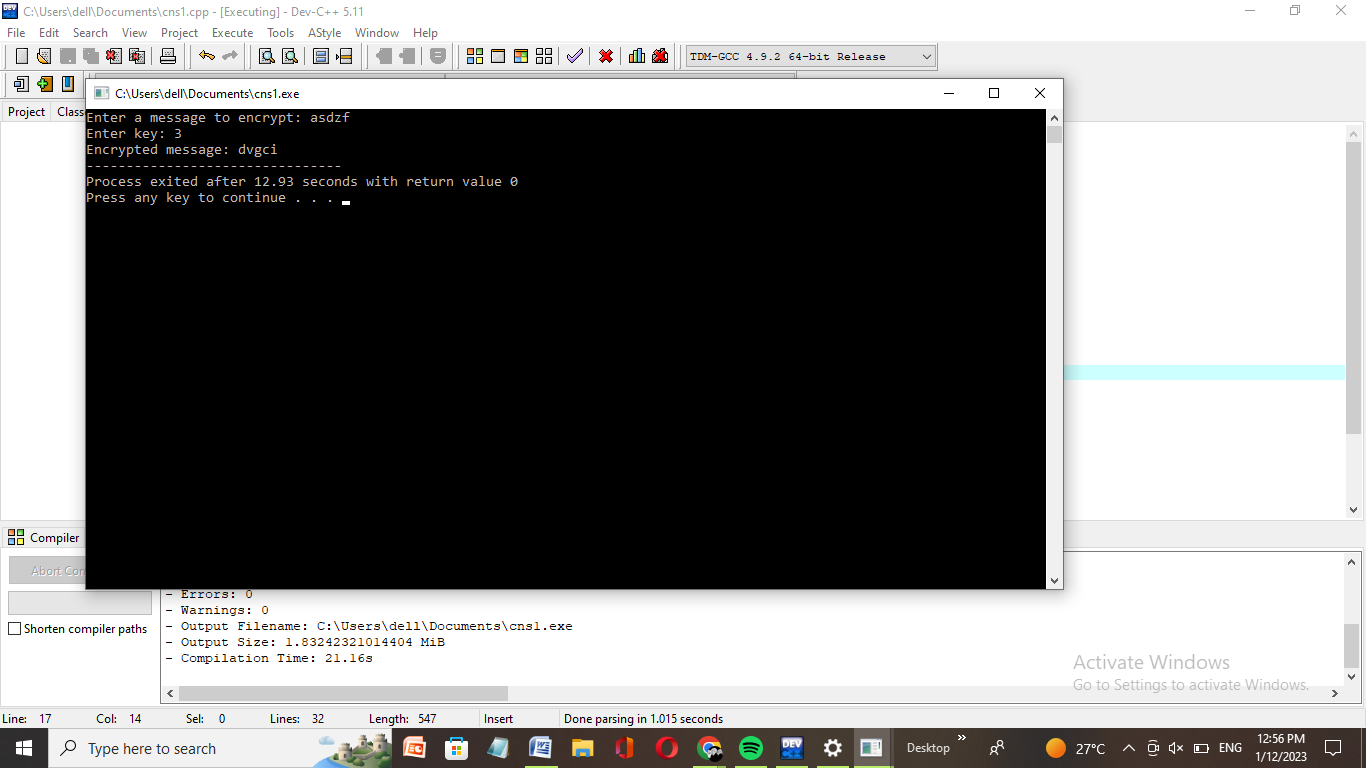 C:\Users\dell\Documents\cns1.cpp - [Executing] - Dev-C++ 5.11
File Edit Search View Project Execute Tools AStyle Window Help
TDM-GCC 4.9.2 64-bit Release
Project Class
C:\Users\dell\Documents\cns1.exe
Enter a message to encrypt: asdzf
Enter key: 3
Encrypted message: dvgci
--------------------------------
Process exited after 12.93 seconds with return value 0
Press any key to continue . . .
Compiler
Abort Con
Shorten compiler paths
- Errors: 0
- Warnings: 0
- Output Filename: C:\Users\dell\Documents\cns1.exe
- Output Size: 1.83242321014404 MiB
- Compilation Time: 21.16s
Activate Windows
Go to Settings to activate Windows.
Line: 17 Col: 14 Sel: 0 Lines: 32 Length: 547 Insert Done parsing in 1.015 seconds
Type here to search
DEV
Desktop
27°C
ENG
12:56 PM
1/12/2023